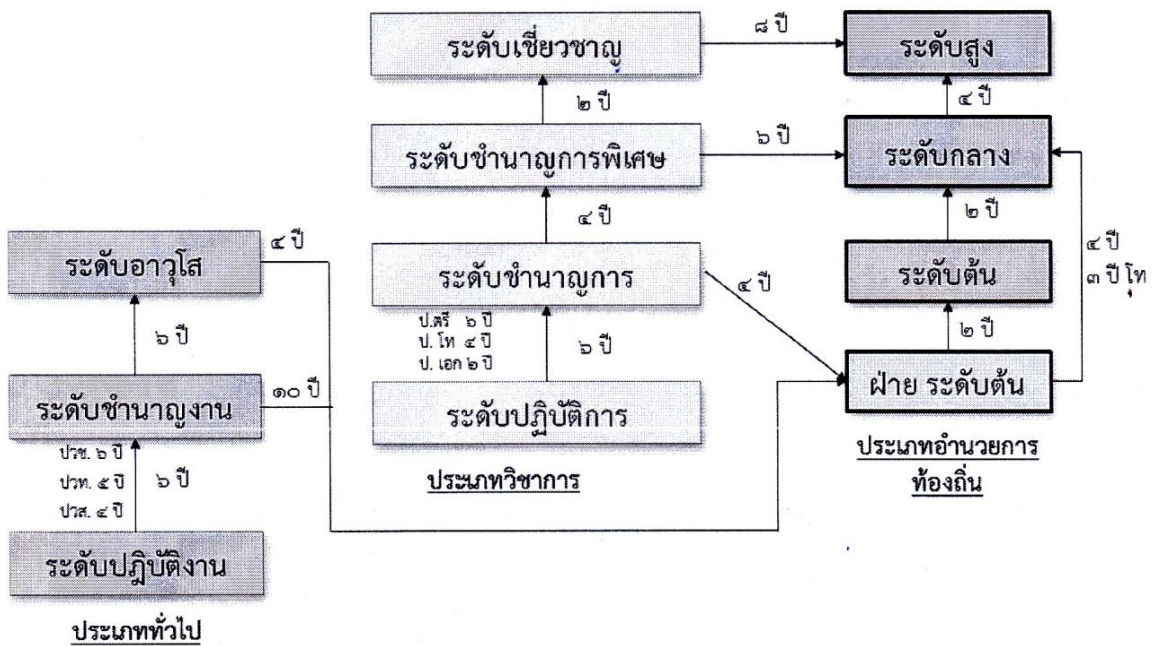 ระดับเชี่ยวชาญ
๘ ปี
ระดับสูง
๒ ปี
๔ ปี
ระดับชำนาญการพิเศษ
๖ ปี
ระดับกลาง
๔ ปี
๒ ปี
๔ ปี
๓ ปี โท
ระดับอาวุโส
๔ ปี
ระดับชำนาญการ
๔ ปี
ระดับต้น
๖ ปี
ป.ตรี ๖ ปี
ป. โท ๔ ปี
ป. เอก ๒ ปี
๖ ปี
๒ ปี
ระดับชำนาญงาน
๑๐ ปี
ระดับปฏิบัติการ
ฝ่าย ระดับต้น
ปวช. ๖ ปี
ปวท. ๕ ปี
ปวส. ๔ ปี
๖ ปี
ประเภทวิชาการ
ประเภทอำนวยการ
ท้องถิ่น
ระดับปฏิบัติงาน
ประเภททั่วไป